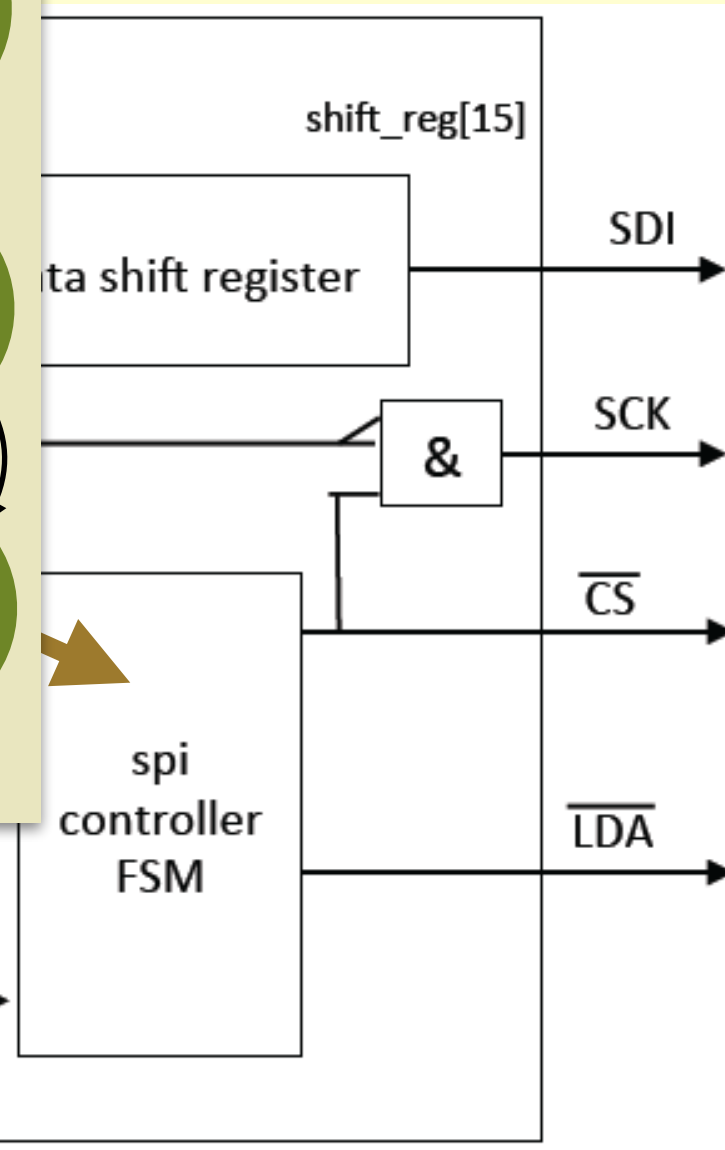 shift_reg[15]
SDI
ta shift register
SCK
&
CS
spi
controller
FSM
LDA